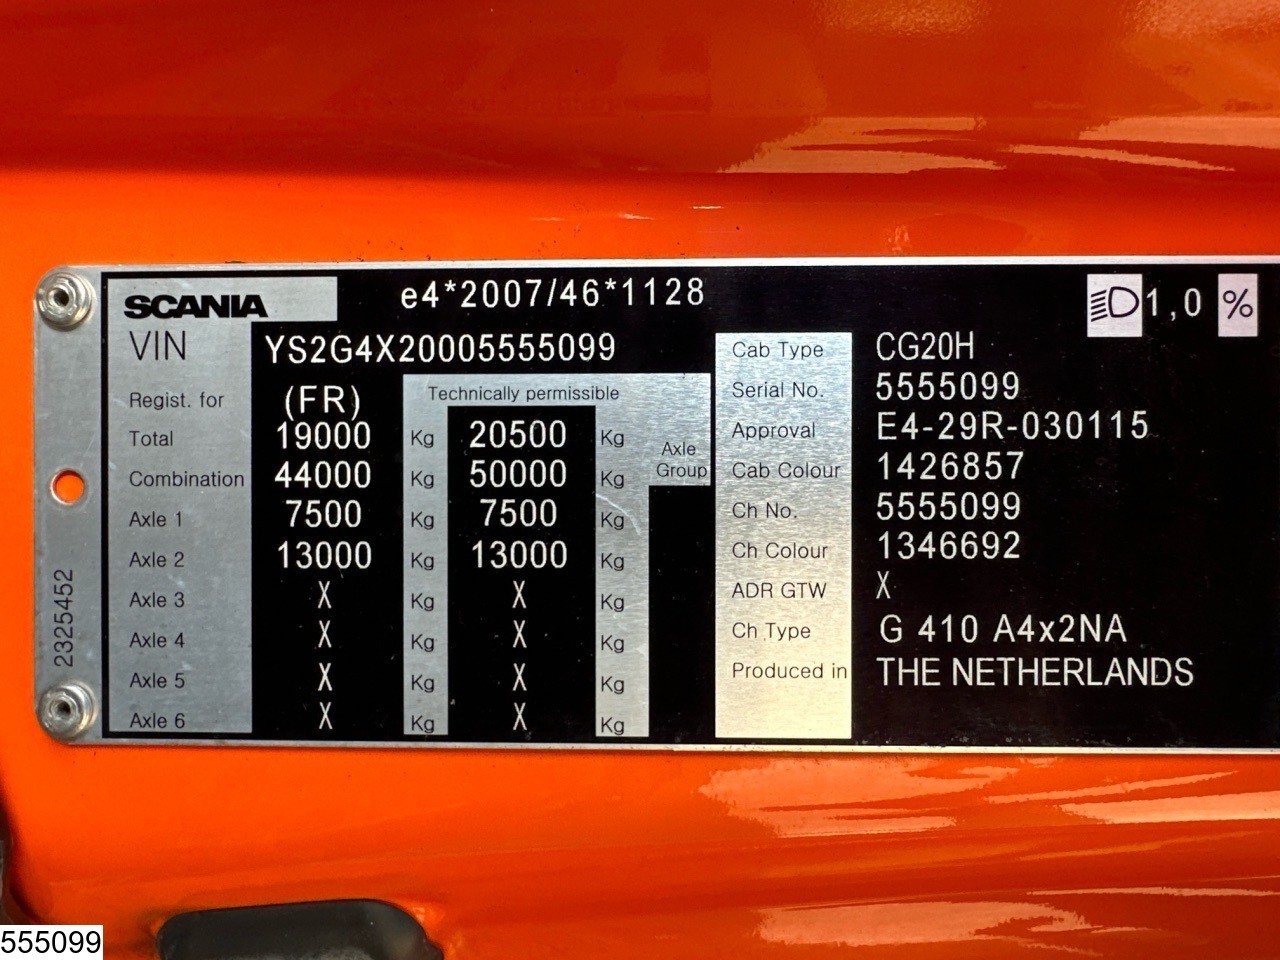 SCANIA e4*2007/46*1128 1,0 %
VIN YS2G4X20005555099
Regist. for (FR) Technically permissible
Total 19000 Kg 20500 Kg
Combination 44000 Kg 50000 Kg
Axle Group
Axle 1 7500 Kg 7500 Kg
Axle 2 13000 Kg 13000 Kg
Axle 3 X Kg X Kg
Axle 4 X Kg X Kg
Axle 5 X Kg X Kg
Axle 6 X Kg X Kg
Cab Type CG20H
Serial No. 5555099
Approval E4-29R-030115
Cab Colour 1426857
Ch No. 5555099
Ch Colour 1346692
ADR GTW X
Ch Type G 410 A4x2NA
Produced in THE NETHERLANDS
2325452
555099